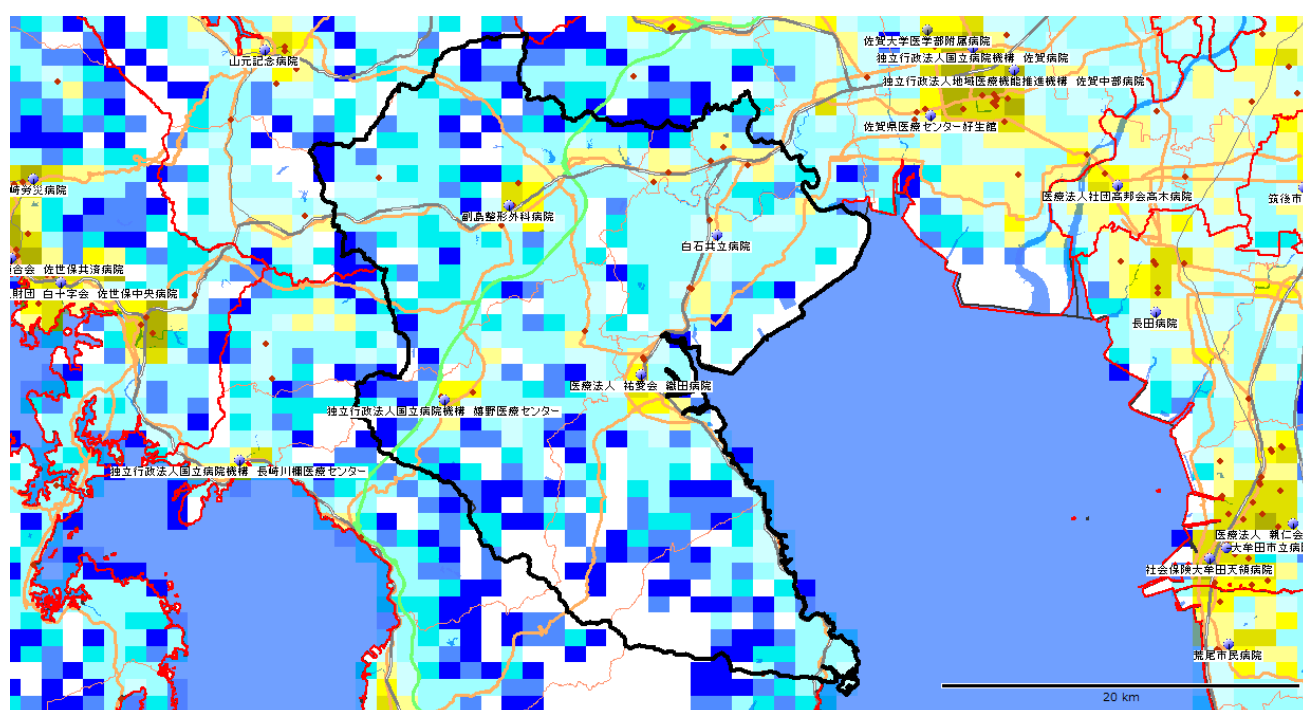 佐賀大学医学部附属病院
山元記念病院
独立行政法人国立病院機構 佐賀病院
独立行政法人地域医療機能推進機構 佐賀中部病院
佐賀県医療センター好生館
崎労災病院
医療法人社団高邦会高木病院
筑後市
副島整形外科病院
白石共立病院
合会 佐世保共済病院
財団 白十字会 佐世保中央病院
長田病院
医療法人 祐愛会 織田病院
独立行政法人国立病院機構 嬉野医療センター
独立行政法人国立病院機構 長崎川棚医療センター
医療法人 親仁会
大牟田市立病
社会保険大牟田天領病院
荒尾市民病院
20 km